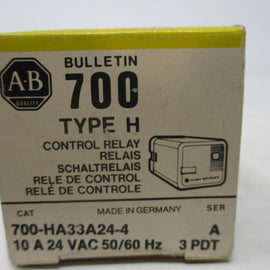 A-B
QUALITY
BULLETIN
700
TYPE H
CONTROL RELAY
RELAIS
SCHALTRELAIS
RELE DE CONTROL
RELÉ DE CONTROLE
CAT
MADE IN GERMANY
SER
700-HA33A24-4
A
10 A 24 VAC 50/60 Hz
3 PDT